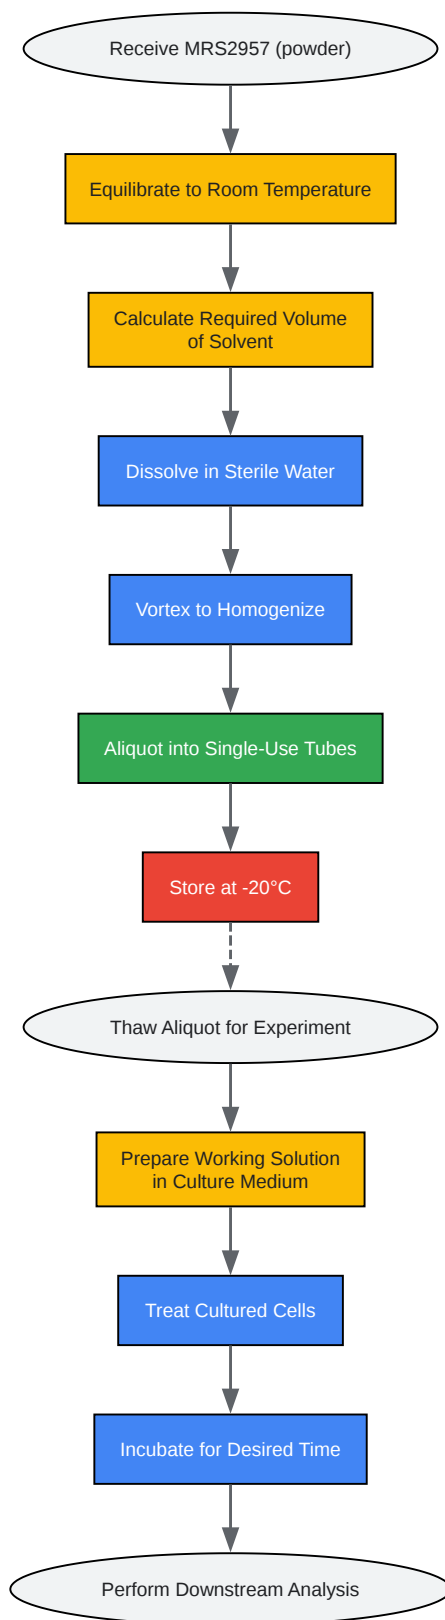 Receive MRS2957 (powder)
Equilibrate to Room Temperature
Calculate Required Volume
of Solvent
Dissolve in Sterile Water
Vortex to Homogenize
Aliquot into Single-Use Tubes
Store at -20°C
Thaw Aliquot for Experiment
Prepare Working Solution
in Culture Medium
Treat Cultured Cells
Incubate for Desired Time
Perform Downstream Analysis